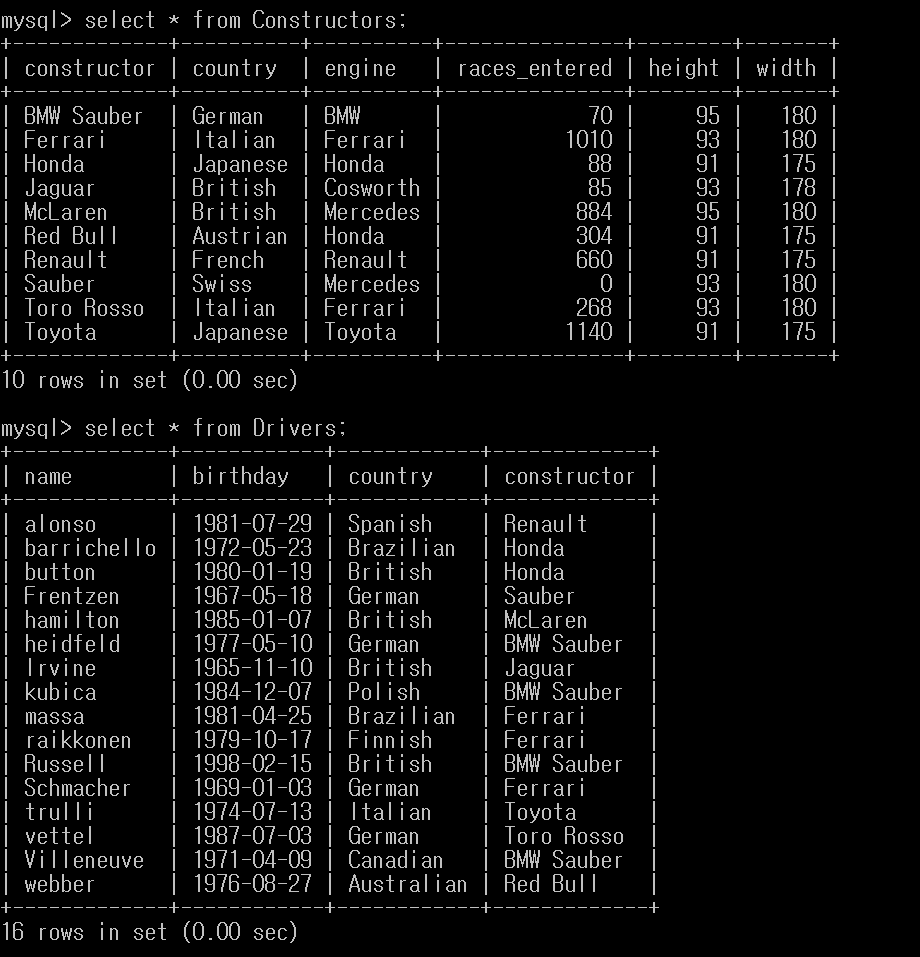 mysql> select * from Constructors;
+-------------+----------+----------+---------------+--------+-------+
| constructor | country | engine | races_entered | height | width |
+-------------+----------+----------+---------------+--------+-------+
| BMW Sauber | German | BMW | 70 | 95 | 180 |
| Ferrari | Italian | Ferrari | 1010 | 93 | 180 |
| Honda | Japanese | Honda | 88 | 91 | 175 |
| Jaguar | British | Cosworth | 85 | 93 | 178 |
| McLaren | British | Mercedes | 884 | 95 | 180 |
| Red Bull | Austrian | Honda | 304 | 91 | 175 |
| Renault | French | Renault | 660 | 91 | 175 |
| Sauber | Swiss | Mercedes | 0 | 93 | 180 |
| Toro Rosso | Italian | Ferrari | 268 | 93 | 180 |
| Toyota | Japanese | Toyota | 1140 | 91 | 175 |
+-------------+----------+----------+---------------+--------+-------+
10 rows in set (0.00 sec)
mysql> select * from Drivers;
+-------------+------------+------------+-------------+
| name | birthday | country | constructor |
+-------------+------------+------------+-------------+
| alonso | 1981-07-29 | Spanish | Renault |
| barrichello | 1972-05-23 | Brazilian | Honda |
| button | 1980-01-19 | British | Honda |
| Frentzen | 1967-05-18 | German | Sauber |
| hamilton | 1985-01-07 | British | McLaren |
| heidfeld | 1977-05-10 | German | BMW Sauber |
| Irvine | 1965-11-10 | British | Jaguar |
| kubica | 1984-12-07 | Polish | BMW Sauber |
| massa | 1981-04-25 | Brazilian | Ferrari |
| raikkonen | 1979-10-17 | Finnish | Ferrari |
| Russell | 1998-02-15 | British | BMW Sauber |
| Schmacher | 1969-01-03 | German | Ferrari |
| trulli | 1974-07-13 | Italian | Toyota |
| vettel | 1987-07-03 | German | Toro Rosso |
| Villeneuve | 1971-04-09 | Canadian | BMW Sauber |
| webber | 1976-08-27 | Australian | Red Bull |
+-------------+------------+------------+-------------+
16 rows in set (0.00 sec)